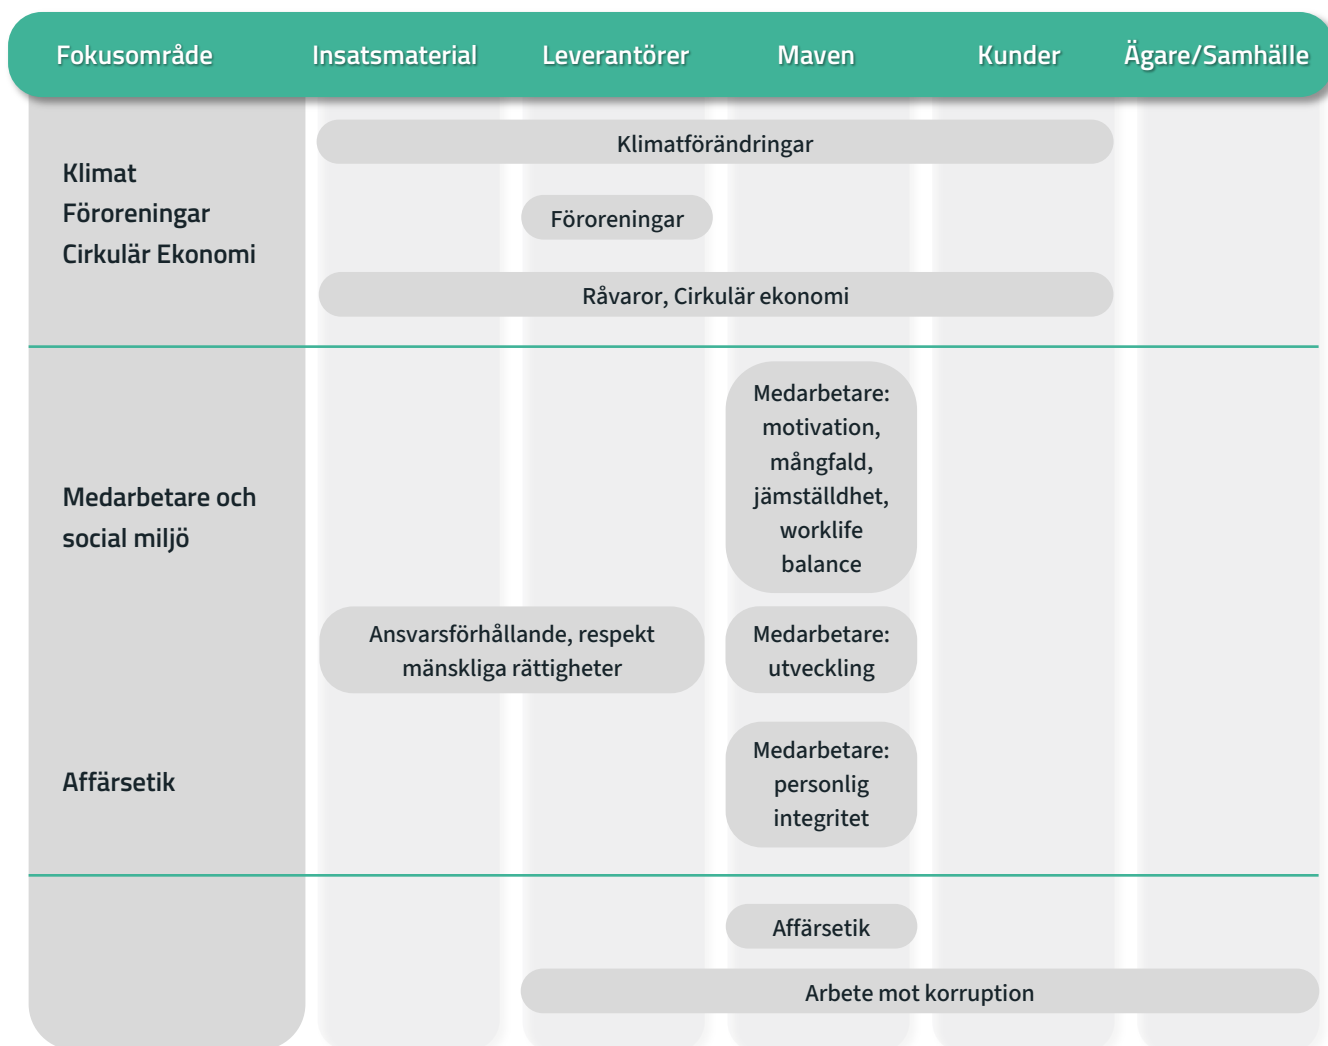 Fokusområde Insatsmaterial Leverantörer Maven Kunder Ägare/Samhälle
Klimatförändringar
Klimat
Föroreningar
Cirkulär Ekonomi
Föroreningar
Råvaror, Cirkulär ekonomi
Medarbetare och
social miljö
Medarbetare:
motivation,
mångfald,
jämställdhet,
worklife
balance
Ansvarsförhållande, respekt
mänskliga rättigheter
Medarbetare:
utveckling
Affärsetik
Medarbetare:
personlig
integritet
Affärsetik
Arbete mot korruption